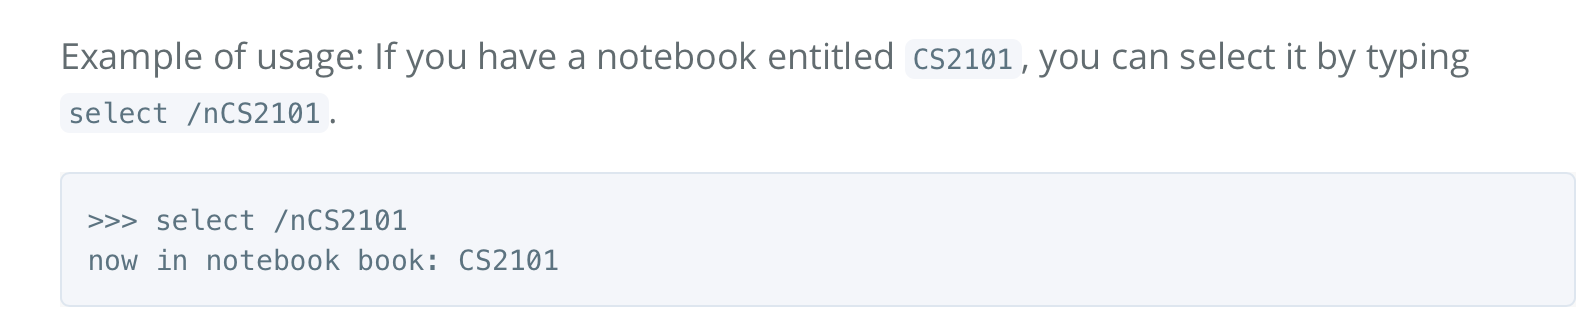 Example of usage: If you have a notebook entitled CS2101, you can select it by typing
select /nCS2101.
>>> select /nCS2101
now in notebook book: CS2101